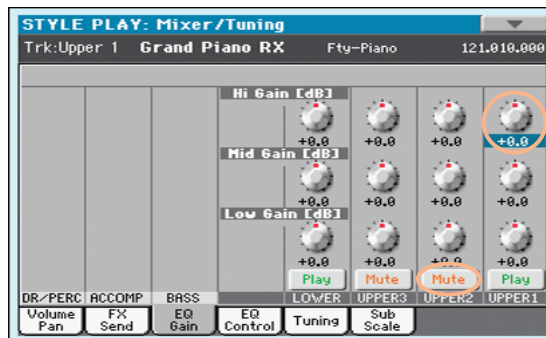 STYLE PLAY: Mixer/Tuning
Trk:Upper 1 Grand Piano RX Fty-Piano 121.010.000
Hi Gain [dB]
+0.0 +0.0 +0.0 +0.0
Mid Gain [dB]
+0.0 +0.0 +0.0 +0.0
Low Gain [dB]
+0.0 +0.0 +0.0 +0.0
Play Mute Mute Play
DR/PERC ACCOMP BASS LOWER UPPER3 UPPER2 UPPER1
Volume Pan FX Send EQ Gain EQ Control Tuning Sub Scale